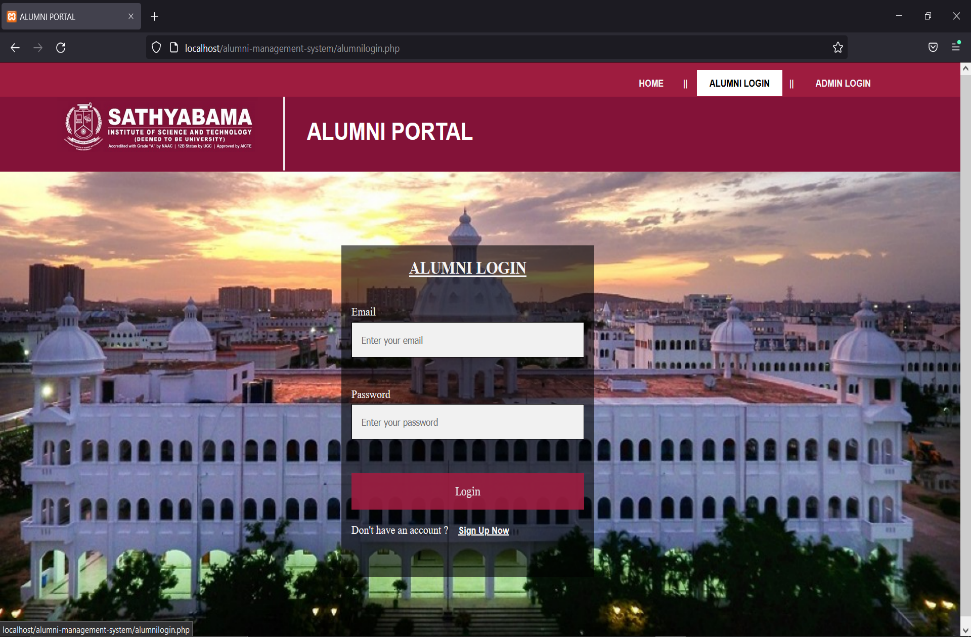 ALUMNI PORTAL
localhost/alumni-management-system/alumnilogin.php
HOME || ALUMNI LOGIN || ADMIN LOGIN
SATHYABAMA
INSTITUTE OF SCIENCE AND TECHNOLOGY
(DEEMED TO BE UNIVERSITY)
Accredited with Grade "A" by NAAC | 12B Status by UGC | Approved by AICTE
ALUMNI PORTAL
ALUMNI LOGIN
Email
Enter your email
Password
Enter your password
Login
Don't have an account ? Sign Up Now
localhost/alumni-management-system/alumnilogin.php